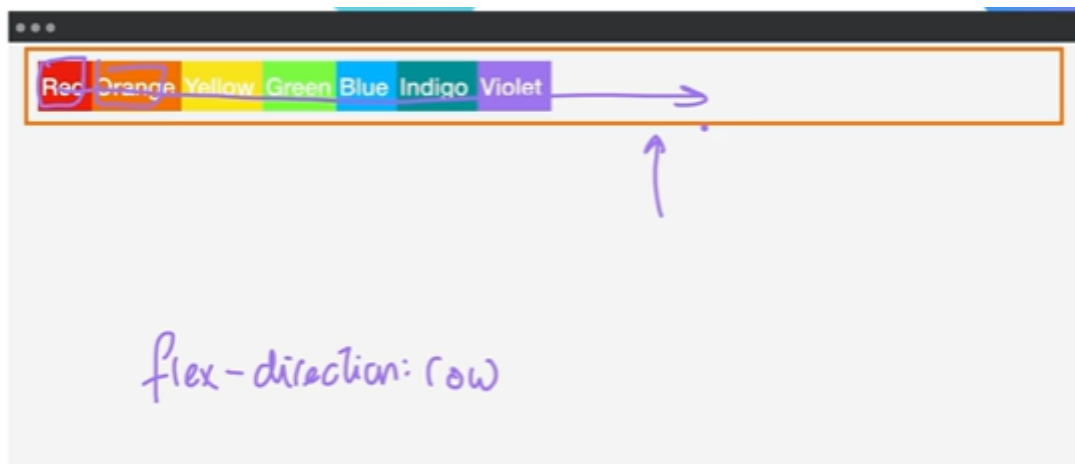 Red Orange Yellow Green Blue Indigo Violet
flex-direction: row